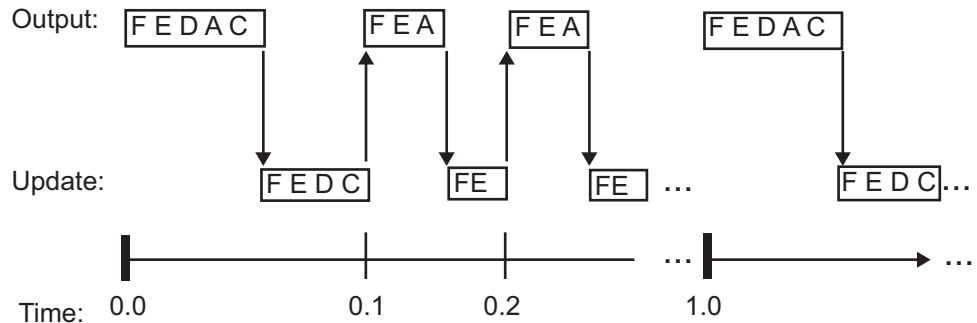 Output: F E D A C F E A F E A F E D A C
Update: F E D C FE FE ... F E D C ...
... ...
Time: 0.0 0.1 0.2 1.0